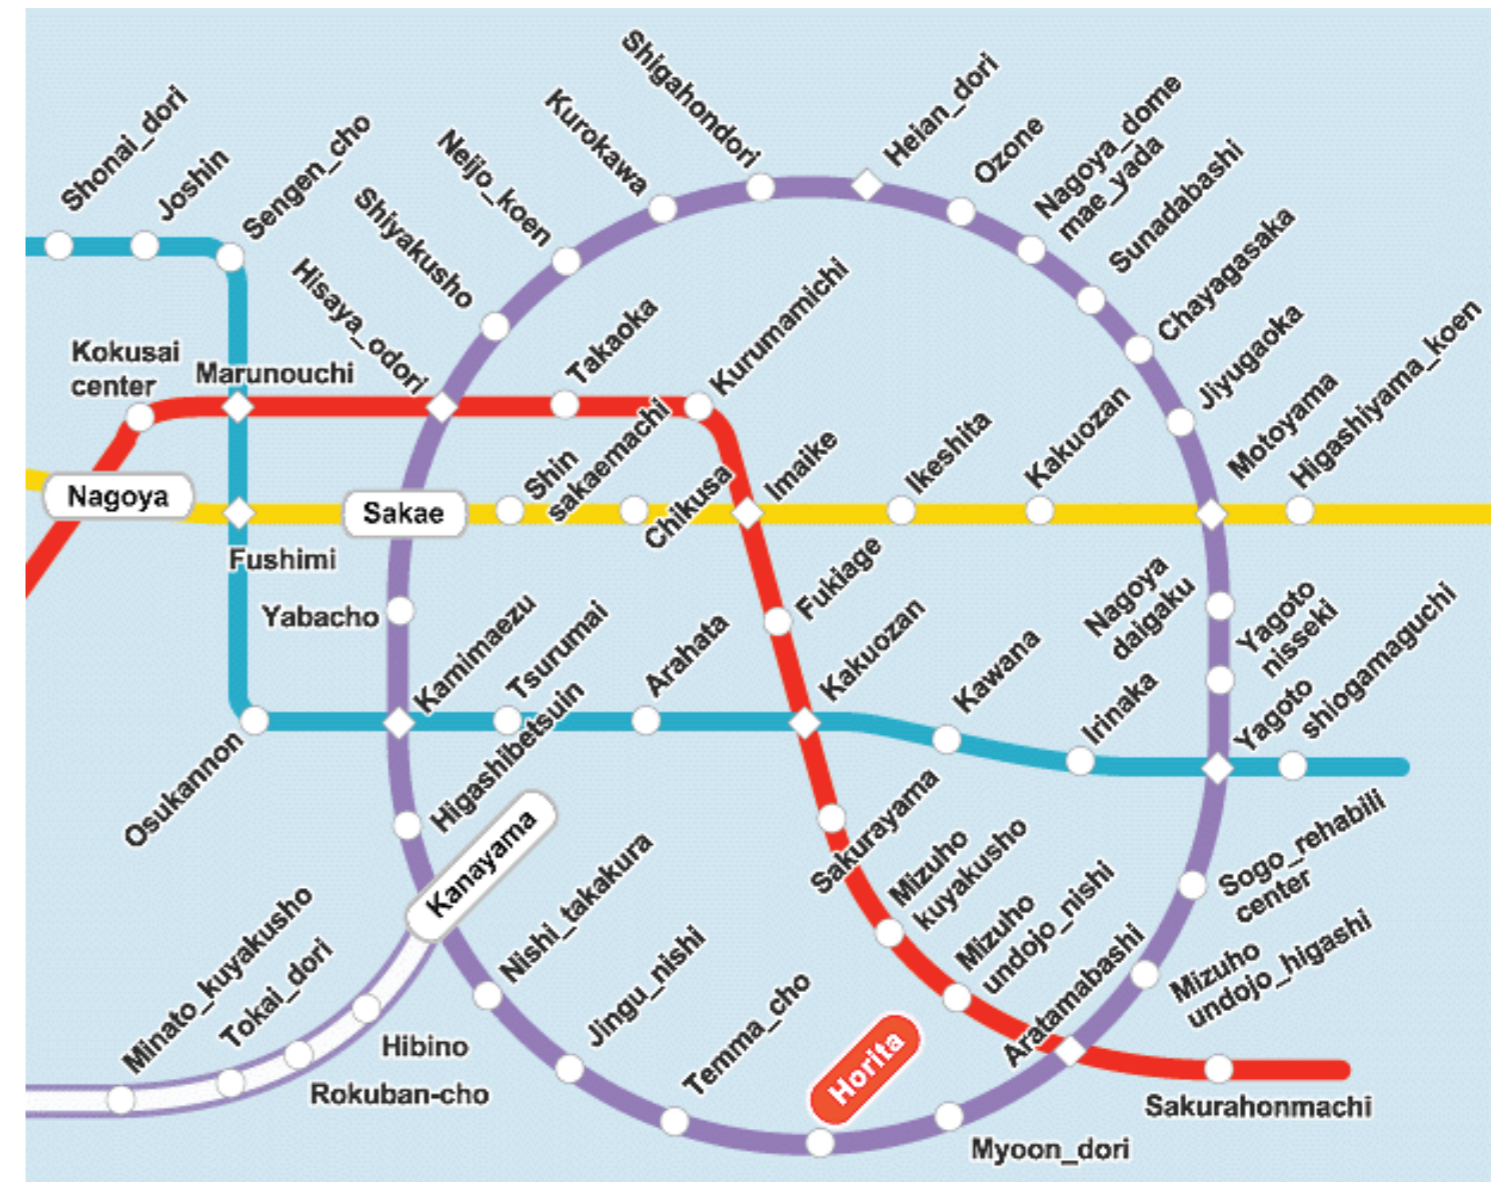 Shonai_dori
Joshin
Sengen_cho
Shiyakusho
Neijo_koen
Kurokawa
Shigahondori
Heian_dori
Ozone
Nagoya_dome
mae_yada
Sunadabashi
Chayagasaka
Jiyugaoka
Motoyama
Higashiyama_koen
Hisaya_odori
Takaoka
Kurumamichi
Kokusai
center
Marunouchi
Nagoya
Sakae
Shin
sakaemachi
Chikusa
Imaike
Ikeshita
Kakuozan
Fushimi
Yabacho
Kamimaezu
Tsurumai
Arahata
Fukiage
Kakuozan
Kawana
Irinaka
Nagoya
daigaku
Yagoto
nisseki
Yagoto
shiogamaguchi
Osukannon
Higashibetsuin
Kanayama
Sakurayama
Mizuho
kuyakusho
Mizuho
undojo_nishi
Aratamabashi
Sogo_rehabili
center
Mizuho
undojo_higashi
Minato_kuyakusho
Tokai_dori
Hibino
Rokuban-cho
Nishi_takakura
Jingu_nishi
Temma_cho
Horita
Myoon_dori
Sakurahonmachi